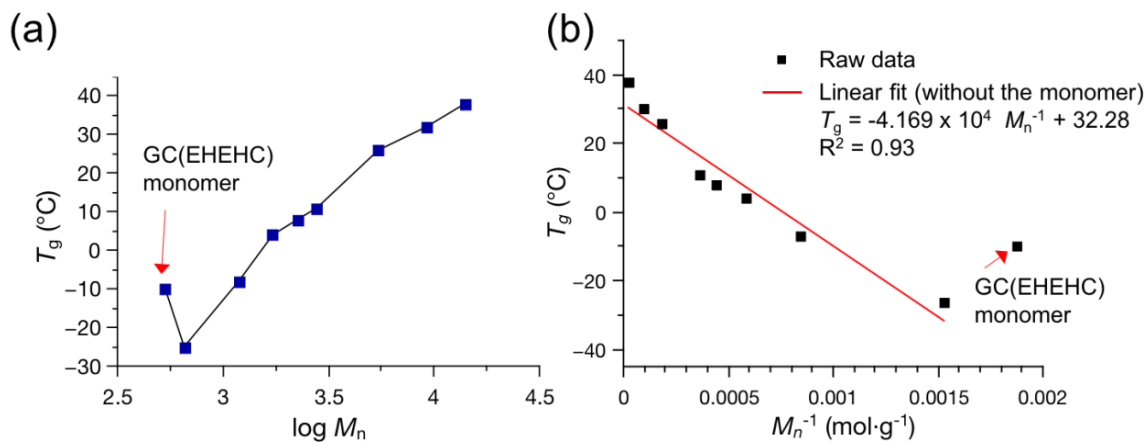 (a)
40
30
20
10
0
−10
−20
−30
Tg (°C)
GC(EHEHC)
monomer
2.5 3 3.5 4 4.5
log Mn
(b)
40
20
0
−20
−40
Tg (°C)
Raw data
Linear fit (without the monomer)
Tg = -4.169 x 10⁴ Mn⁻¹ + 32.28
R² = 0.93
GC(EHEHC)
monomer
0 0.0005 0.001 0.0015 0.002
Mn⁻¹ (mol·g⁻¹)